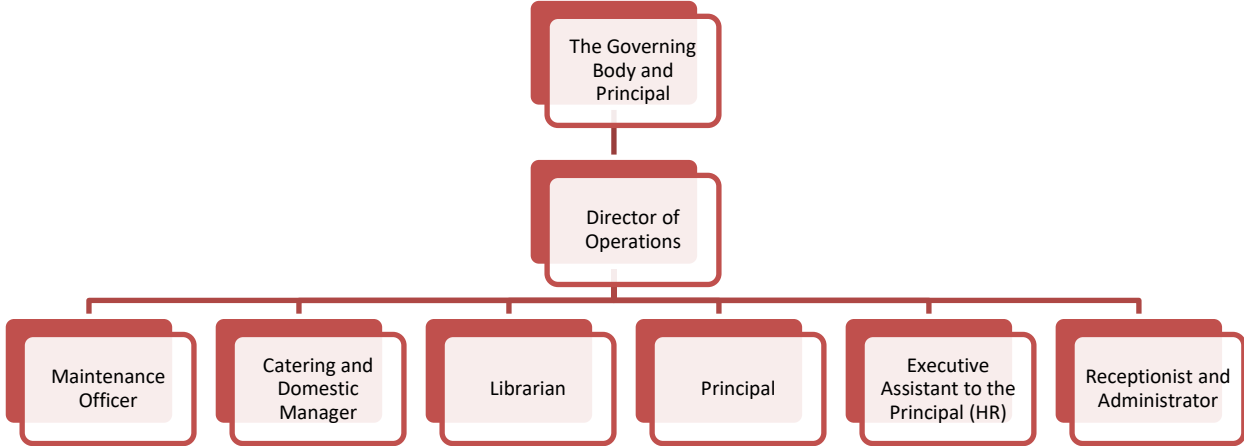 The Governing
Body and
Principal
Director of
Operations
Maintenance
Officer
Catering and
Domestic
Manager
Librarian
Principal
Executive
Assistant to the
Principal (HR)
Receptionist and
Administrator